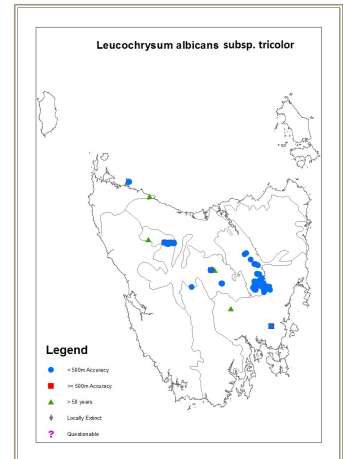 Leucochrysum albicans subsp. tricolor
Legend
< 500m Accuracy
>= 500m Accuracy
> 50 years
Locally Extinct
? Questionable